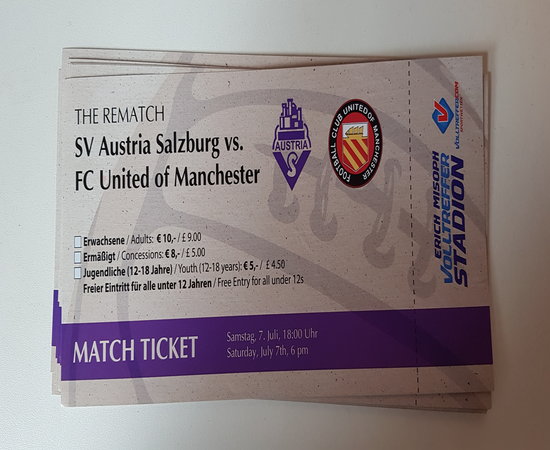 THE REMATCH
SV Austria Salzburg vs.
FC United of Manchester
AUSTRIA
S
FOOTBALL CLUB UNITED OF MANCHESTER
Erwachsene / Adults: € 10,- / £ 9.00
Ermäßigt / Concessions: € 8,- / £ 5.00
Jugendliche (12-18 Jahre) / Youth (12-18 years): € 5,- / £ 4.50
Freier Eintritt für alle unter 12 Jahren / Free Entry for all under 12s
MATCH TICKET
Samstag, 7. Juli, 18:00 Uhr
Saturday, July 7th, 6 pm
ERICH MISOPH
VOLLTREFFER
STADION
VOLLTREFFER.COM